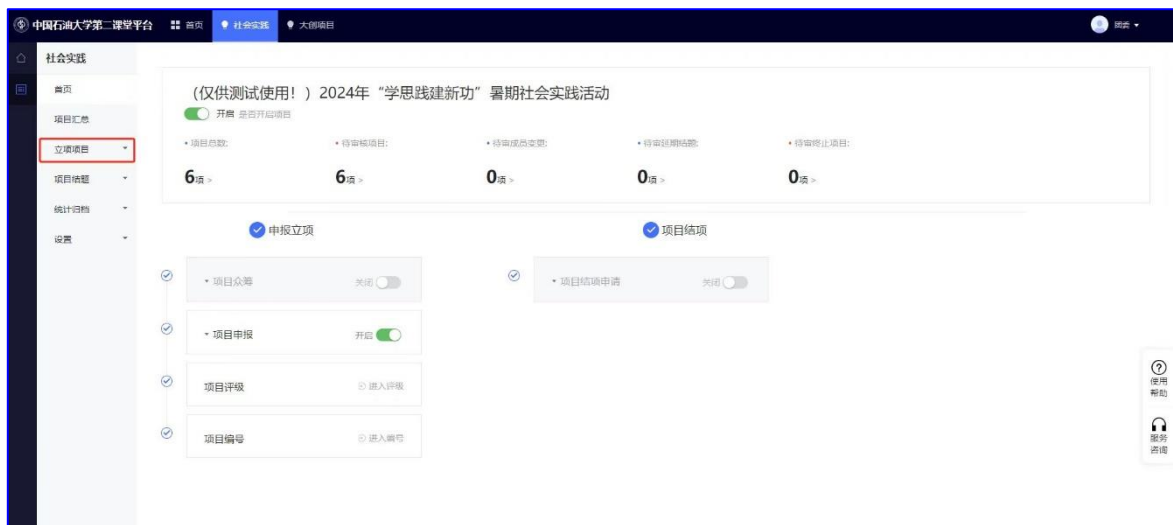 中国石油大学第二课堂平台 首页 社会实践 大创项目 团委
社会实践
首页
项目汇总
立项项目
项目结题
统计归档
设置
（仅供测试使用！）2024年“学思践建新功”暑期社会实践活动
开启 是否开启项目
项目总数: 待审核项目: 待审成员变更: 待审延期结题: 待审终止项目:
6项 > 6项 > 0项 > 0项 > 0项 >
申报立项 项目结项
项目众筹 关闭 项目结项申请 关闭
项目申报 开启
项目评级 进入评级
项目编号 进入编号
使用
帮助
服务
咨询